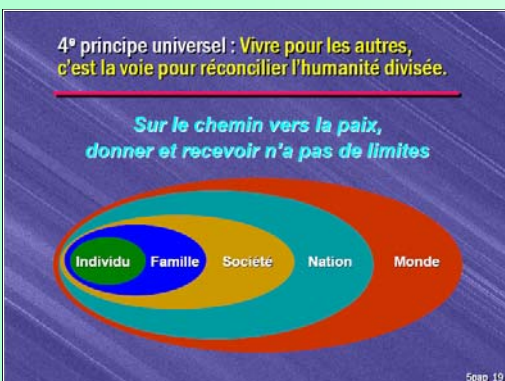 4e principe universel : Vivre pour les autres,
c'est la voie pour réconcilier l'humanité divisée.
Sur le chemin vers la paix,
donner et recevoir n'a pas de limites
Individu Famille Société Nation Monde
5pap 19